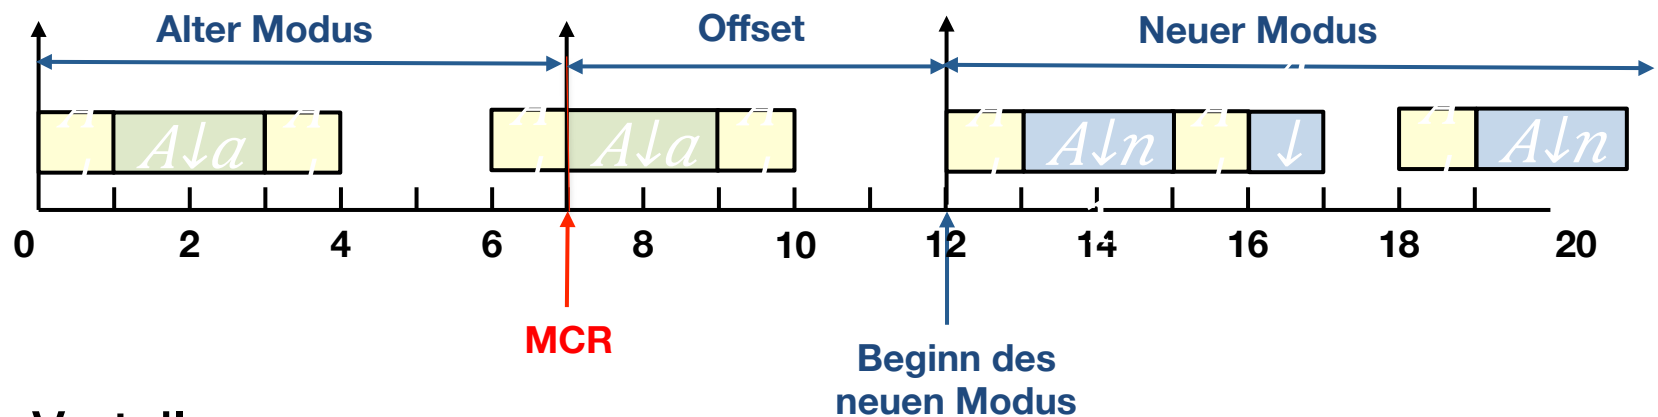 Alter Modus Offset Neuer Modus
A A↓a A A A↓a A A A↓n A ↓ A A↓n
0 2 4 6 8 10 12 14 16 18 20
MCR
Beginn des
neuen Modus